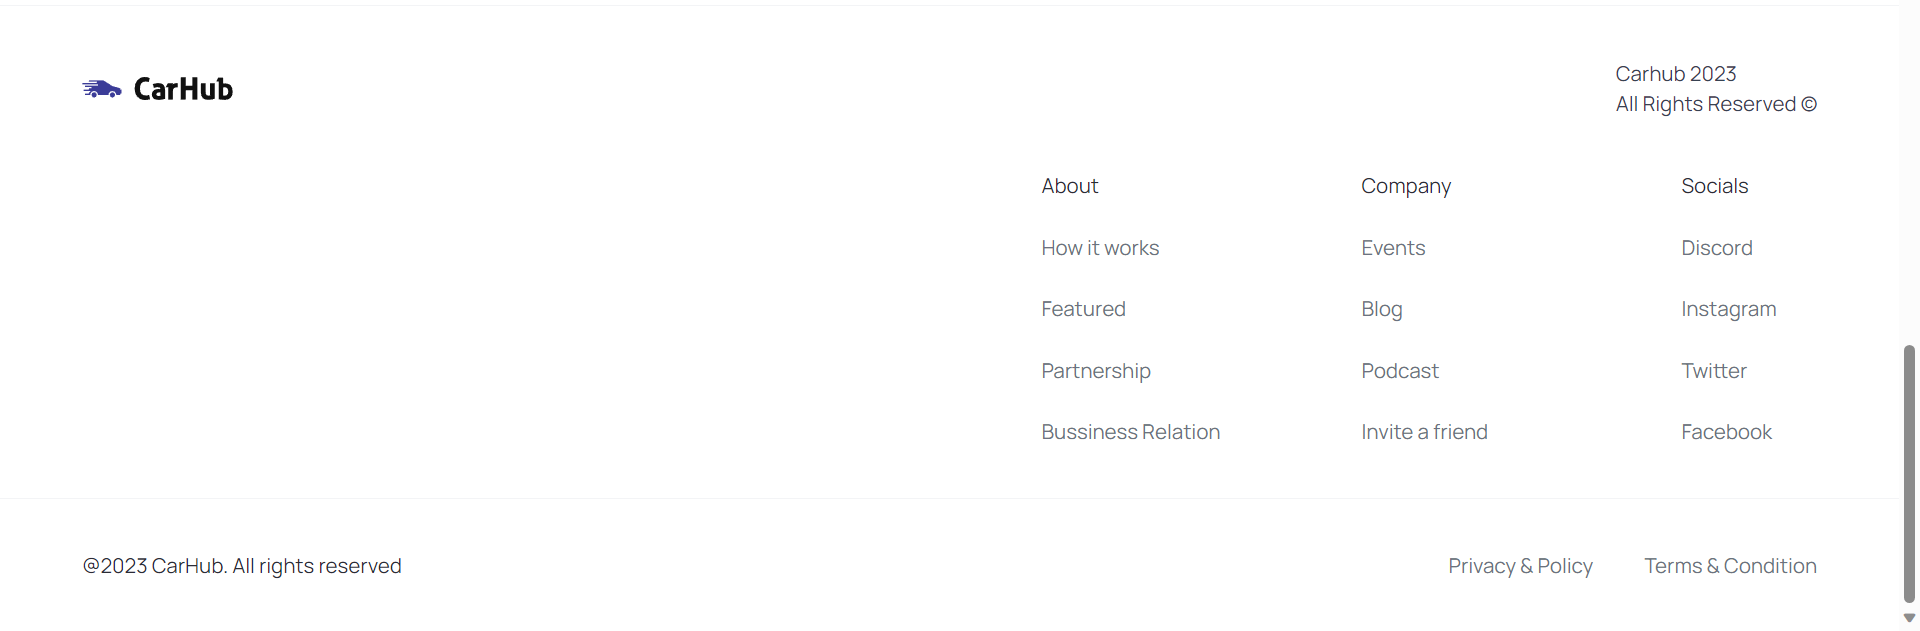 CarHub
Carhub 2023
All Rights Reserved ©
About
How it works
Featured
Partnership
Bussiness Relation
Company
Events
Blog
Podcast
Invite a friend
Socials
Discord
Instagram
Twitter
Facebook
@2023 CarHub. All rights reserved
Privacy & Policy
Terms & Condition